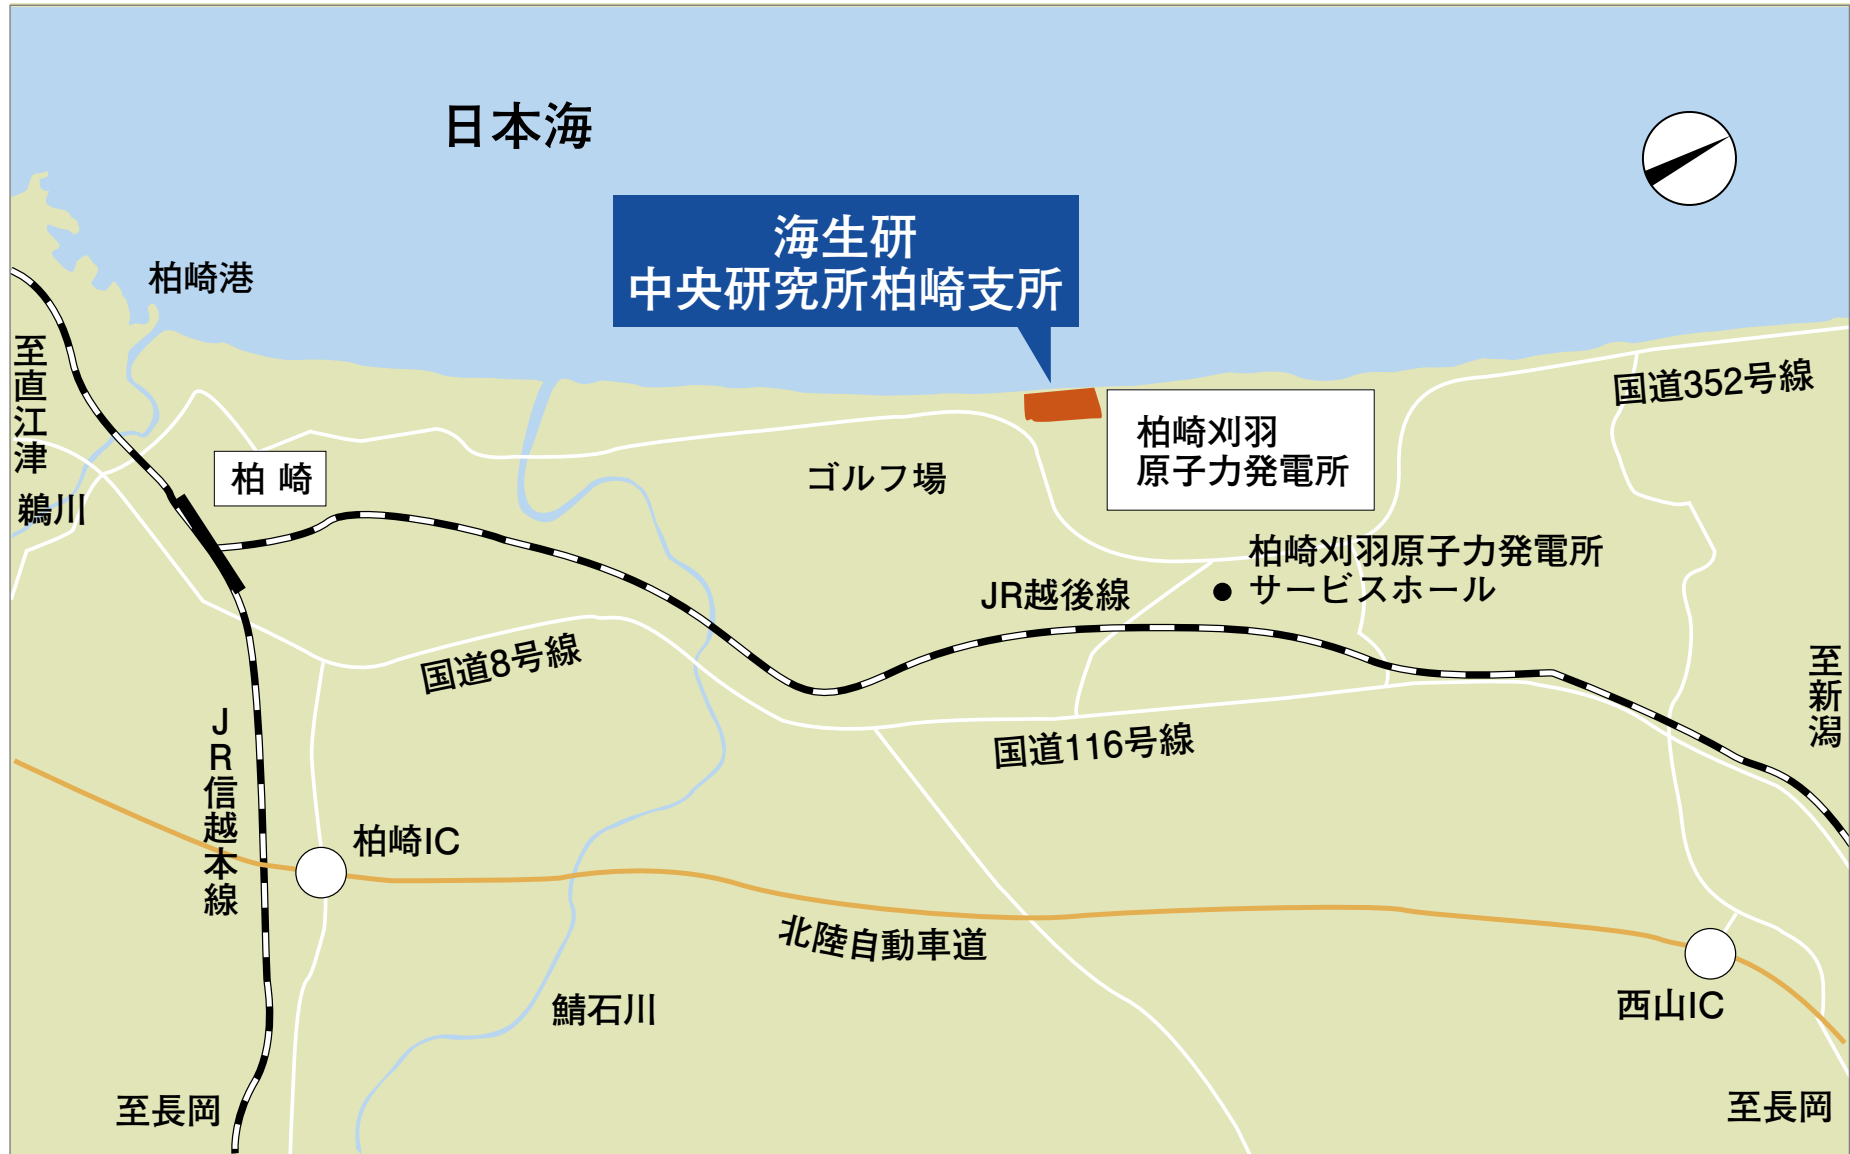 日本海
海生研
中央研究所柏崎支所
柏崎港
至直江津
国道352号線
柏崎刈羽
原子力発電所
柏 崎
ゴルフ場
鵜川
柏崎刈羽原子力発電所
サービスホール
JR越後線
国道8号線
至新潟
国道116号線
JR信越本線
柏崎IC
北陸自動車道
西山IC
鯖石川
至長岡
至長岡